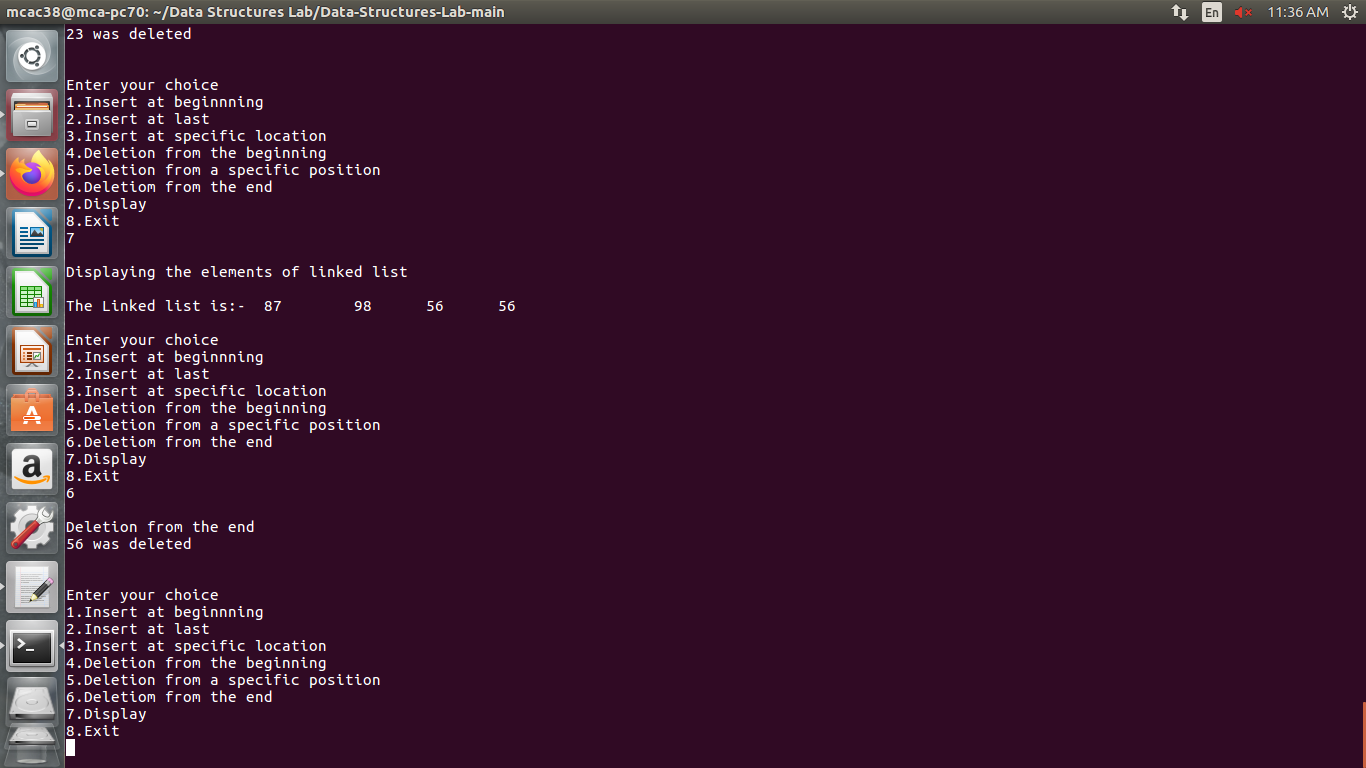 mcac38@mca-pc70: ~/Data Structures Lab/Data-Structures-Lab-main
En
11:36 AM
23 was deleted
Enter your choice
1.Insert at beginnning
2.Insert at last
3.Insert at specific location
4.Deletion from the beginning
5.Deletion from a specific position
6.Deletiom from the end
7.Display
8.Exit
7
Displaying the elements of linked list
The Linked list is:-  87        98      56      56
Enter your choice
1.Insert at beginnning
2.Insert at last
3.Insert at specific location
4.Deletion from the beginning
5.Deletion from a specific position
6.Deletiom from the end
7.Display
8.Exit
6
Deletion from the end
56 was deleted
Enter your choice
1.Insert at beginnning
2.Insert at last
3.Insert at specific location
4.Deletion from the beginning
5.Deletion from a specific position
6.Deletiom from the end
7.Display
8.Exit